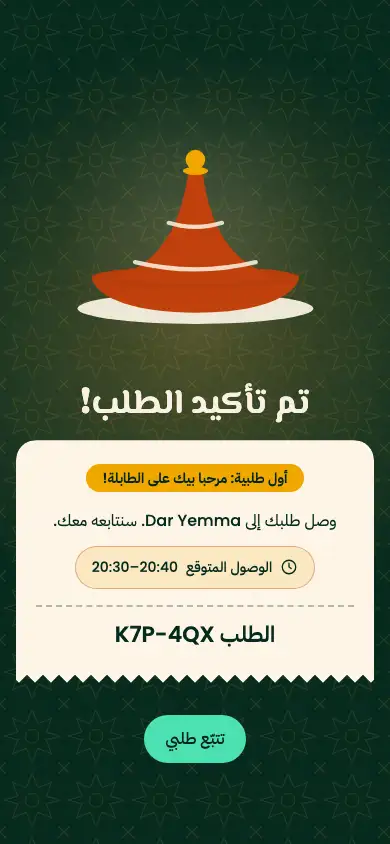 تم تأكيد الطلب!
أول طلبية: مرحبا بيك على الطابلة!
وصل طلبك إلى Dar Yemma. سنتابعه معك.
الوصول المتوقع 20:30–20:40
الطلب K7P-4QX
تتبّع طلبي